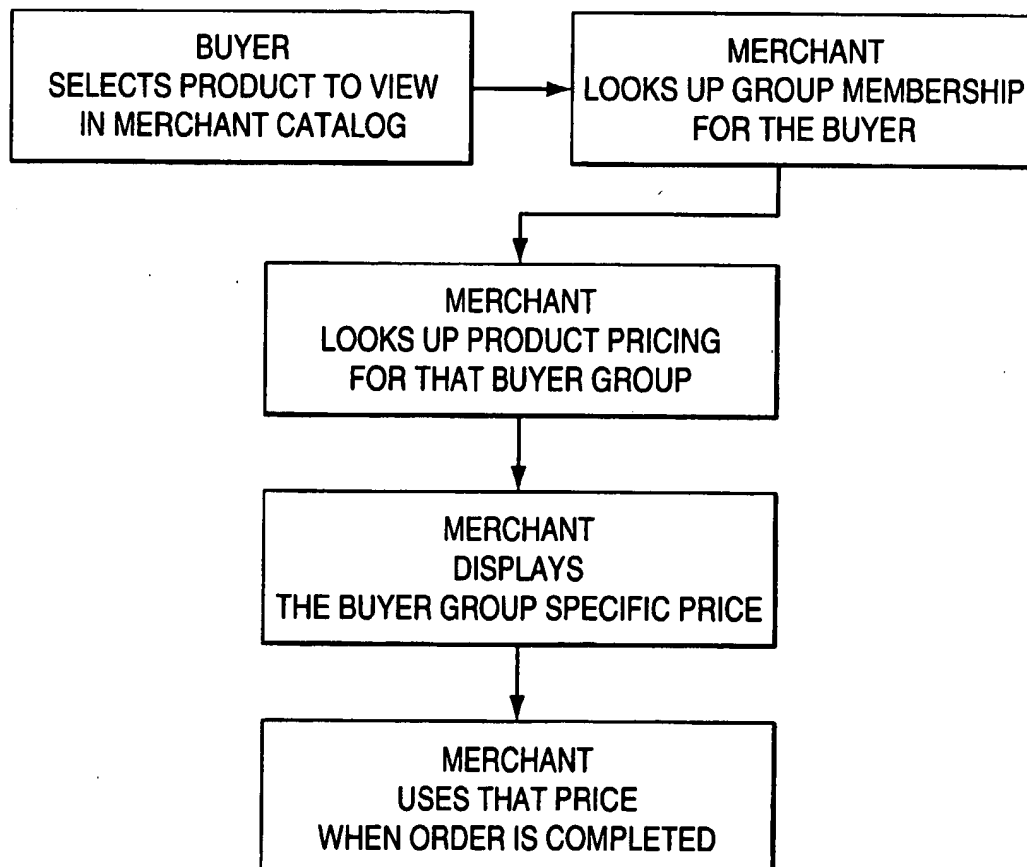 BUYER
SELECTS PRODUCT TO VIEW
IN MERCHANT CATALOG
MERCHANT
LOOKS UP GROUP MEMBERSHIP
FOR THE BUYER
MERCHANT
LOOKS UP PRODUCT PRICING
FOR THAT BUYER GROUP
MERCHANT
DISPLAYS
THE BUYER GROUP SPECIFIC PRICE
MERCHANT
USES THAT PRICE
WHEN ORDER IS COMPLETED